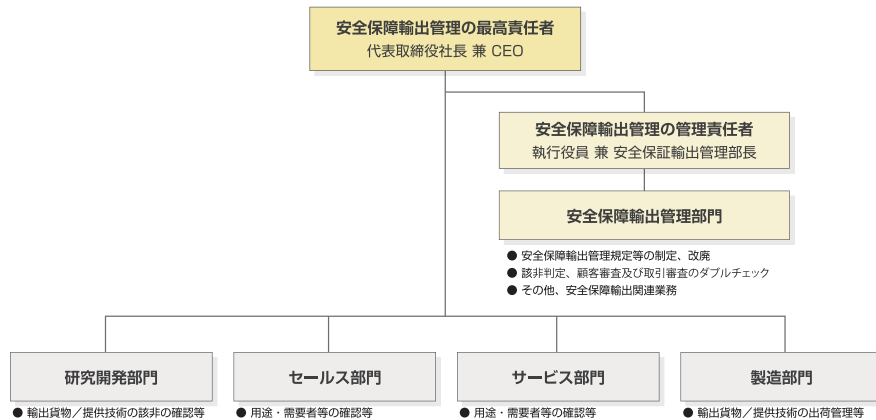 安全保障輸出管理の最高責任者
代表取締役社長 兼 CEO
安全保障輸出管理の管理責任者
執行役員 兼 安全保証輸出管理部長
安全保障輸出管理部門
● 安全保障輸出管理規定等の制定、改廃
● 該非判定、顧客審査及び取引審査のダブルチェック
● その他、安全保障輸出関連業務
研究開発部門
● 輸出貨物／提供技術の該非の確認等
セールス部門
● 用途・需要者等の確認等
サービス部門
● 用途・需要者等の確認等
製造部門
● 輸出貨物／提供技術の出荷管理等